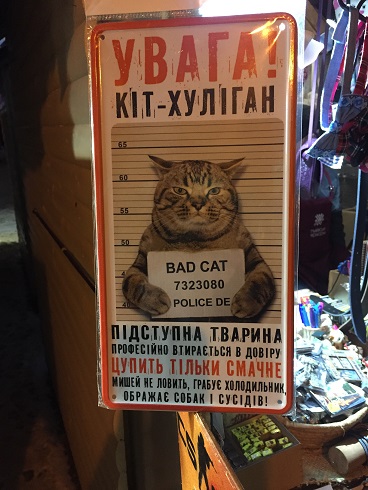 УВАГА!
КІТ-ХУЛІГАН
65
60
55
50
BAD CAT
7323080
POLICE DE
ПІДСТУПНА ТВАРИНА
ПРОФЕСІЙНО ВТИРАЄТЬСЯ В ДОВІРУ
ЦУПИТЬ ТІЛЬКИ СМАЧНЕ
МИШЕЙ НЕ ЛОВИТЬ, ГРАБУЄ ХОЛОДИЛЬНИК,
ОБРАЖАЄ СОБАК І СУСІДІВ!